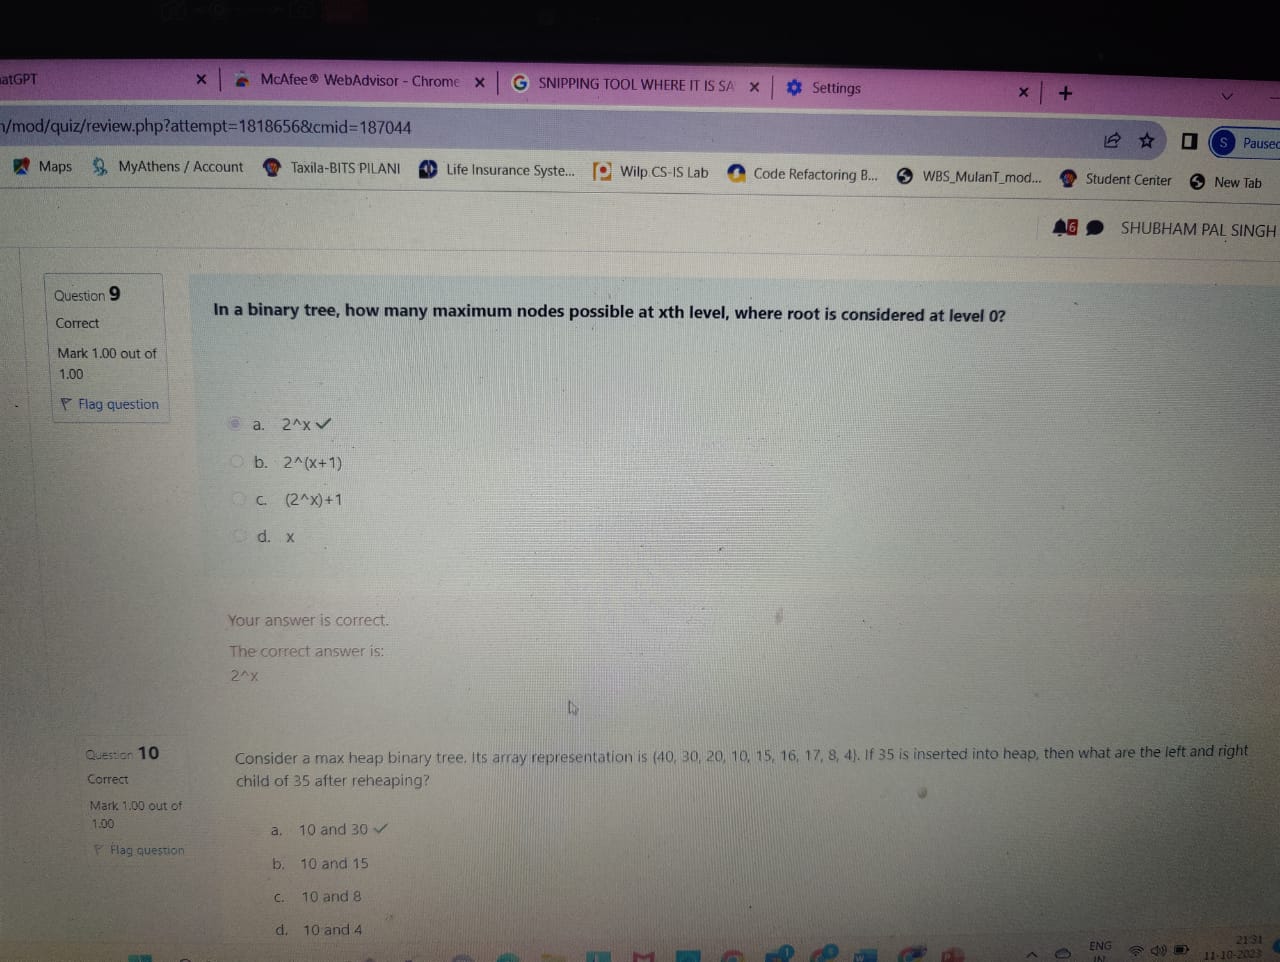 atGPT
McAfee® WebAdvisor - Chrome
SNIPPING TOOL WHERE IT IS SA
Settings
/mod/quiz/review.php?attempt=1818656&cmid=187044
S Paused
Maps
MyAthens / Account
Taxila-BITS PILANI
Life Insurance Syste...
Wilp CS-IS Lab
Code Refactoring B...
WBS_MulanT_mod...
Student Center
New Tab
6
SHUBHAM PAL SINGH
Question 9
Correct
Mark 1.00 out of
1.00
Flag question
In a binary tree, how many maximum nodes possible at xth level, where root is considered at level 0?
a. 2^x
b. 2^(x+1)
c. (2^x)+1
d. x
Your answer is correct.
The correct answer is:
2^x
Question 10
Correct
Mark 1.00 out of
1.00
Flag question
Consider a max heap binary tree. Its array representation is (40, 30, 20, 10, 15, 16, 17, 8, 4). If 35 is inserted into heap, then what are the left and right
child of 35 after reheaping?
a. 10 and 30
b. 10 and 15
c. 10 and 8
d. 10 and 4
ENG
IN
21:31
11-10-2023